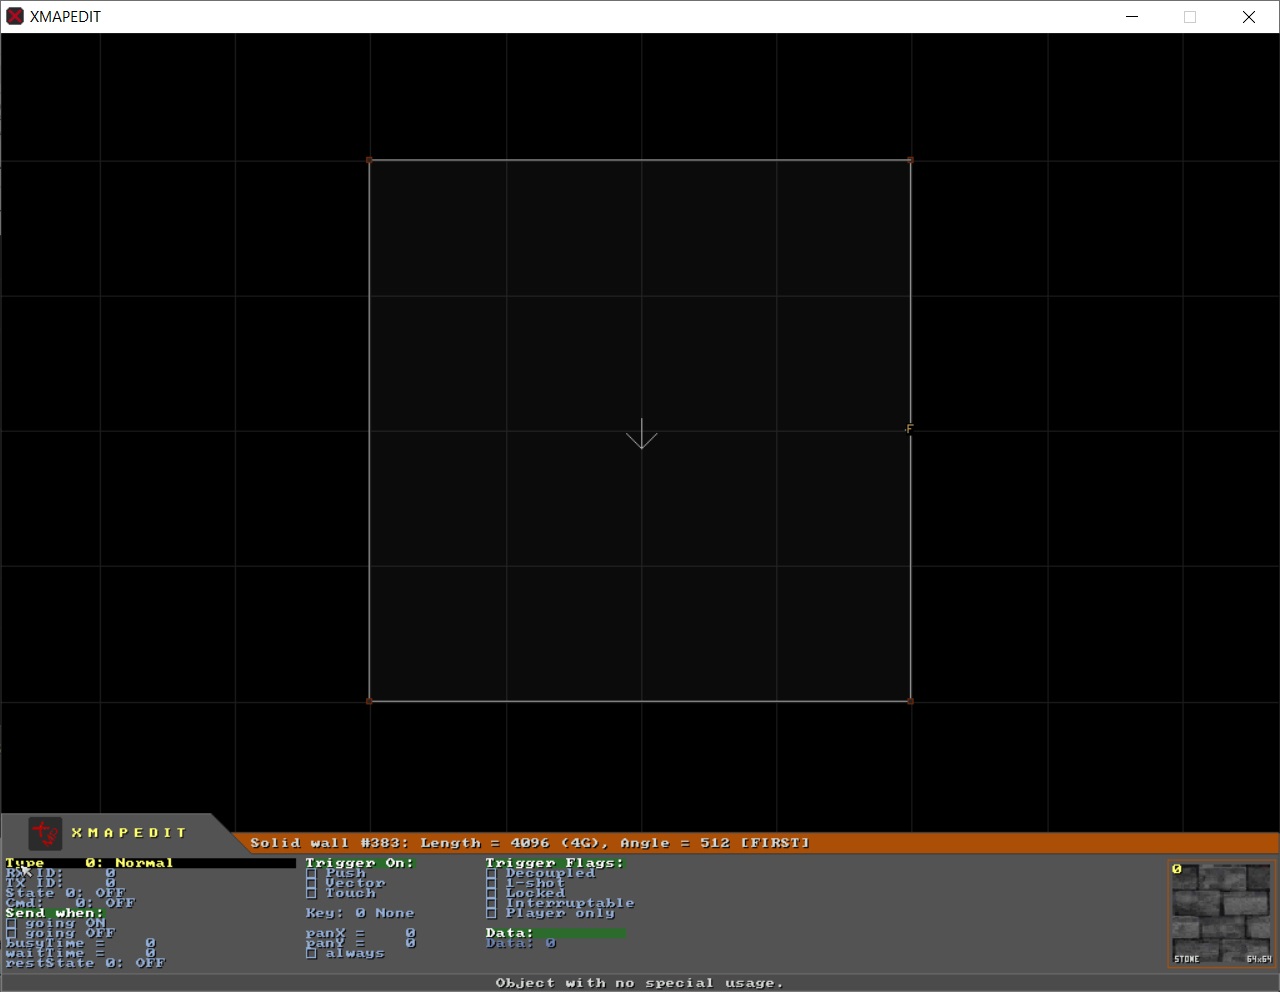 XMAPEDIT
F
XMAPEDIT
Solid wall #383: Length = 4096 (4G), Angle = 512 [FIRST]
Type 0: Normal
RX ID: 0
TX ID: 0
State 0: OFF
Cmd: 0: OFF
Send when:
going ON
going OFF
busyTime = 0
waitTime = 0
restState 0: OFF
Trigger On:
Push
Vector
Touch
Key: 0 None
panX = 0
panY = 0
always
Trigger Flags:
Decoupled
1-shot
Locked
Interruptable
Player only
Data:
Data: 0
0
STONE 64x64
Object with no special usage.